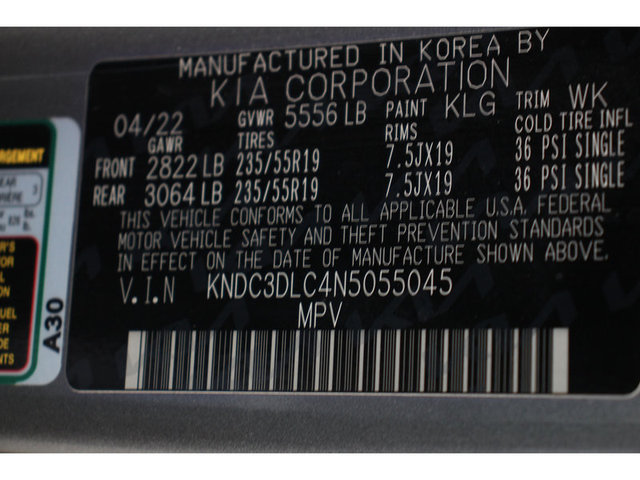 MANUFACTURED IN KOREA BY
KIA CORPORATION
04/22 GVWR 5556 LB PAINT KLG TRIM WK
GAWR TIRES RIMS COLD TIRE INFL
FRONT 2822 LB 235/55R19 7.5JX19 36 PSI SINGLE
REAR 3064 LB 235/55R19 7.5JX19 36 PSI SINGLE
THIS VEHICLE CONFORMS TO ALL APPLICABLE U.S.A. FEDERAL
MOTOR VEHICLE SAFETY AND THEFT PREVENTION STANDARDS
IN EFFECT ON THE DATE OF MANUFACTURE SHOWN ABOVE.
V.I.N KNDC3DLC4N5055045
MPV
A30